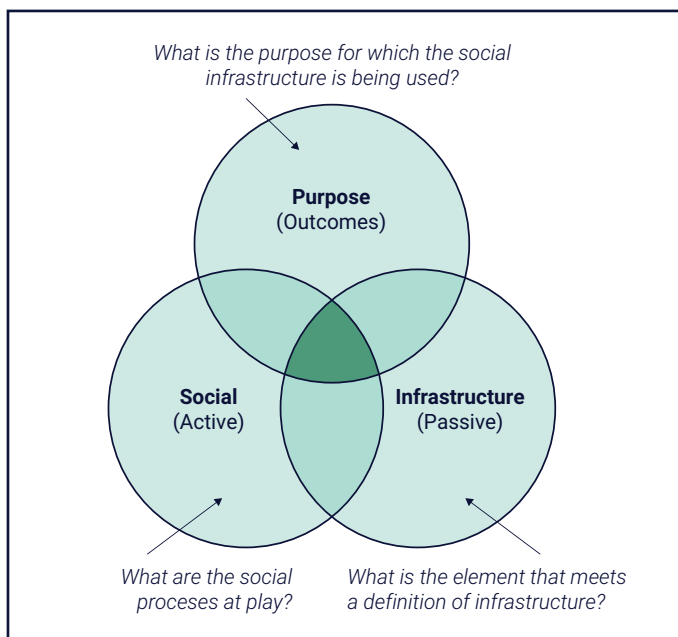 What is the purpose for which the social
infrastructure is being used?
Purpose
(Outcomes)
Social
(Active)
Infrastructure
(Passive)
What are the social
proceses at play?
What is the element that meets
a definition of infrastructure?